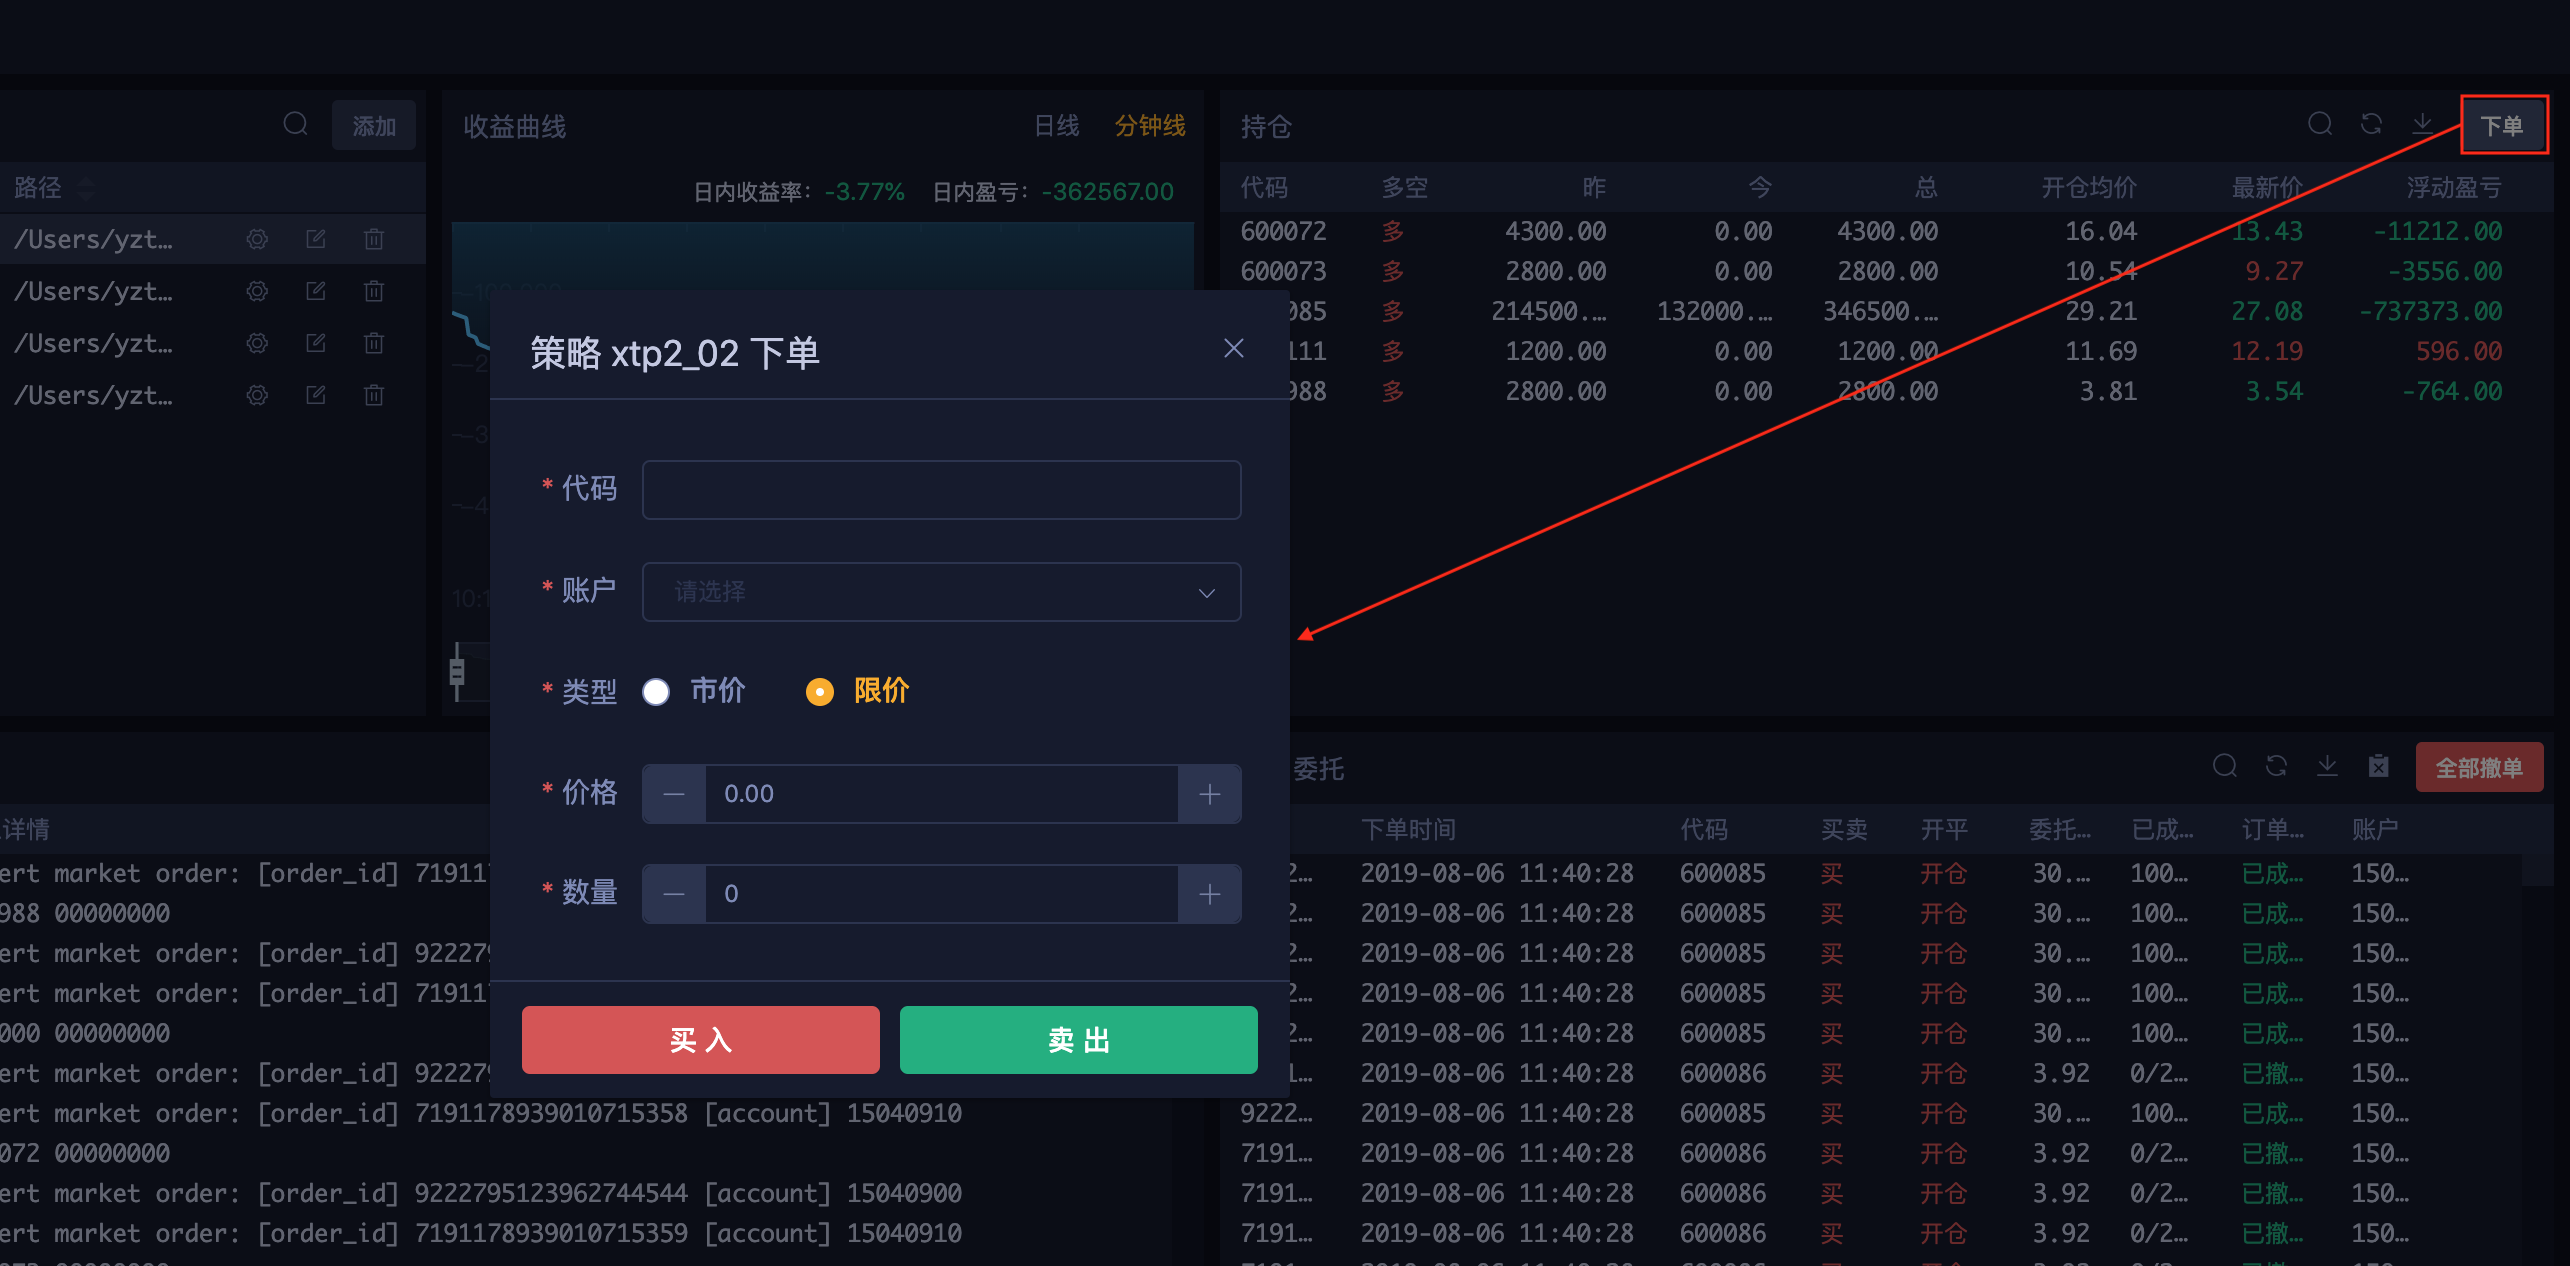 添加
路径
/Users/yzt…
/Users/yzt…
/Users/yzt…
/Users/yzt…
收益曲线 日线 分钟线
日内收益率: -3.77% 日内盈亏: -362567.00
持仓 下单
代码 多空 昨 今 总 开仓均价 最新价 浮动盈亏
600072 多 4300.00 0.00 4300.00 16.04 13.43 -11212.00
600073 多 2800.00 0.00 2800.00 10.54 9.27 -3556.00
085 多 214500.… 132000.… 346500.… 29.21 27.08 -737373.00
111 多 1200.00 0.00 1200.00 11.69 12.19 596.00
988 多 2800.00 0.00 2800.00 3.81 3.54 -764.00
策略 xtp2_02 下单
* 代码
* 账户 请选择
* 类型 市价 限价
* 价格 0.00
* 数量 0
买 入 卖 出
详情
ert market order: [order_id] 719117
988 00000000
ert market order: [order_id] 922279
ert market order: [order_id] 719117
000 00000000
ert market order: [order_id] 922279
ert market order: [order_id] 7191178939010715358 [account] 15040910
072 00000000
ert market order: [order_id] 9222795123962744544 [account] 15040900
ert market order: [order_id] 7191178939010715359 [account] 15040910
委托 全部撤单
下单时间 代码 买卖 开平 委托… 已成… 订单… 账户
2… 2019-08-06 11:40:28 600085 买 开仓 30.… 100… 已成… 150…
2… 2019-08-06 11:40:28 600085 买 开仓 30.… 100… 已成… 150…
2… 2019-08-06 11:40:28 600085 买 开仓 30.… 100… 已成… 150…
2… 2019-08-06 11:40:28 600085 买 开仓 30.… 100… 已成… 150…
2… 2019-08-06 11:40:28 600085 买 开仓 30.… 100… 已成… 150…
1… 2019-08-06 11:40:28 600086 买 开仓 3.92 0/2… 已撤… 150…
9222… 2019-08-06 11:40:28 600085 买 开仓 30.… 100… 已成… 150…
7191… 2019-08-06 11:40:28 600086 买 开仓 3.92 0/2… 已撤… 150…
7191… 2019-08-06 11:40:28 600086 买 开仓 3.92 0/2… 已撤… 150…
7191… 2019-08-06 11:40:28 600086 买 开仓 3.92 0/2… 已撤… 150…